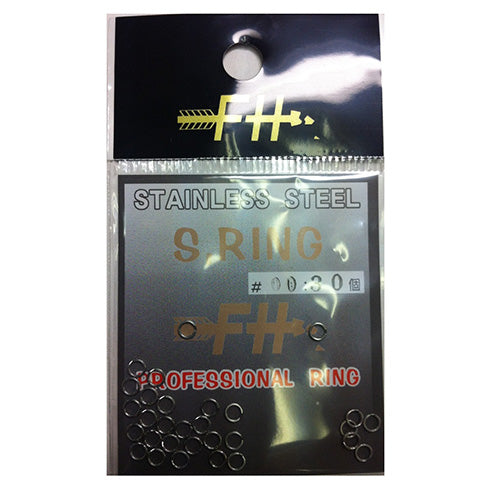 FH
STAINLESS STEEL
S RING
# 00.30個
FH
PROFESSIONAL RING